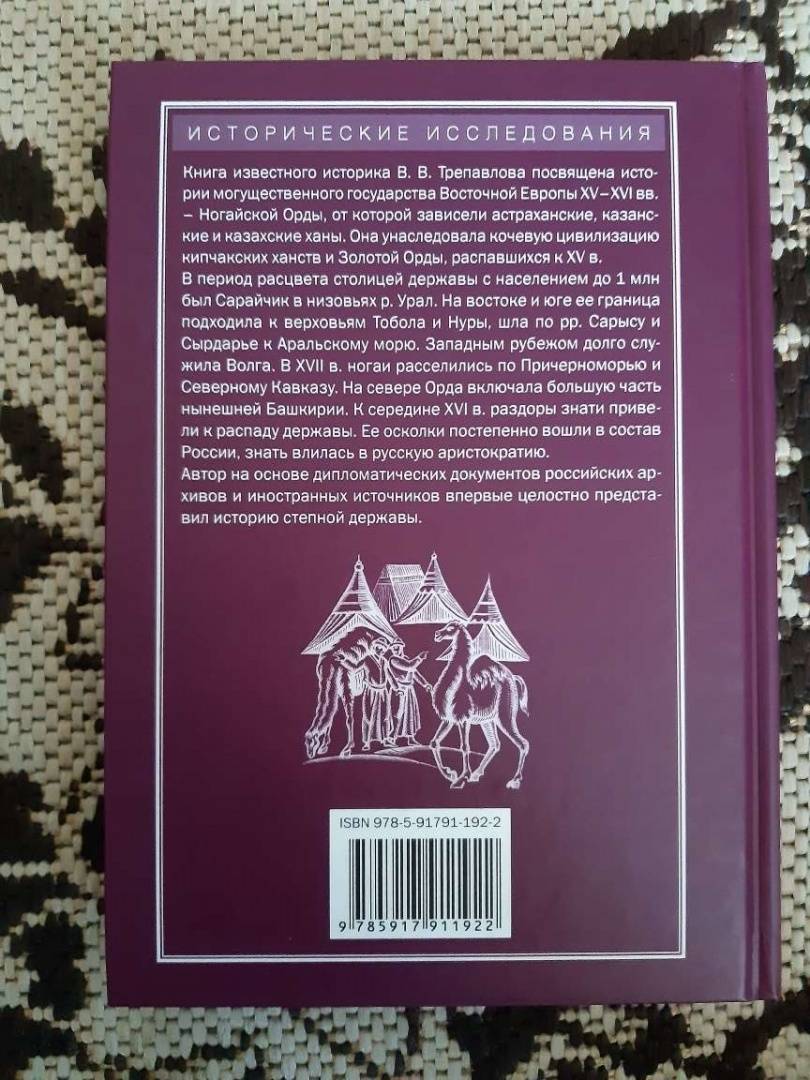 ИСТОРИЧЕСКИЕ ИССЛЕДОВАНИЯ
Книга известного историка В. В. Трепавлова посвящена исто-
рии могущественного государства Восточной Европы XV–XVI вв.
– Ногайской Орды, от которой зависели астраханские, казанс-
кие и казахские ханы. Она унаследовала кочевую цивилизацию
кипчакских ханств и Золотой Орды, распавшихся к XV в.
В период расцвета столицей державы с населением до 1 млн
был Сарайчик в низовьях р. Урал. На востоке и юге ее граница
подходила к верховьям Тобола и Нуры, шла по рр. Сарысу и
Сырдарье к Аральскому морю. Западным рубежом долго слу-
жила Волга. В XVII в. ногаи расселились по Причерноморью и
Северному Кавказу. На севере Орда включала большую часть
нынешней Башкирии. К середине XVI в. раздоры знати приве-
ли к распаду державы. Ее осколки постепенно вошли в состав
России, знать влилась в русскую аристократию.
Автор на основе дипломатических документов российских ар-
хивов и иностранных источников впервые целостно предста-
вил историю степной державы.
ISBN 978-5-91791-192-2
9 785917 911922